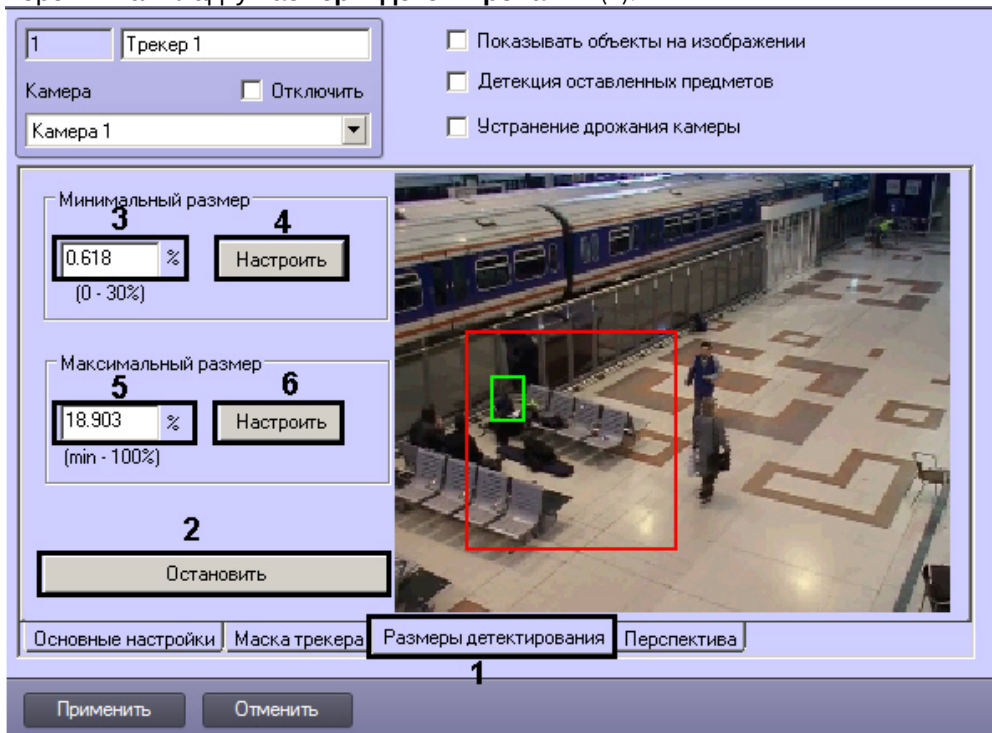 1 Трекер 1
Камера Отключить
Камера 1
Показывать объекты на изображении
Детекция оставленных предметов
Устранение дрожания камеры
Минимальный размер
3 4
0.618 % Настроить
(0 - 30%)
Максимальный размер
5 6
18.903 % Настроить
(min - 100%)
2
Остановить
Основные настройки Маска трекера Размеры детектирования Перспектива
1
Применить Отменить